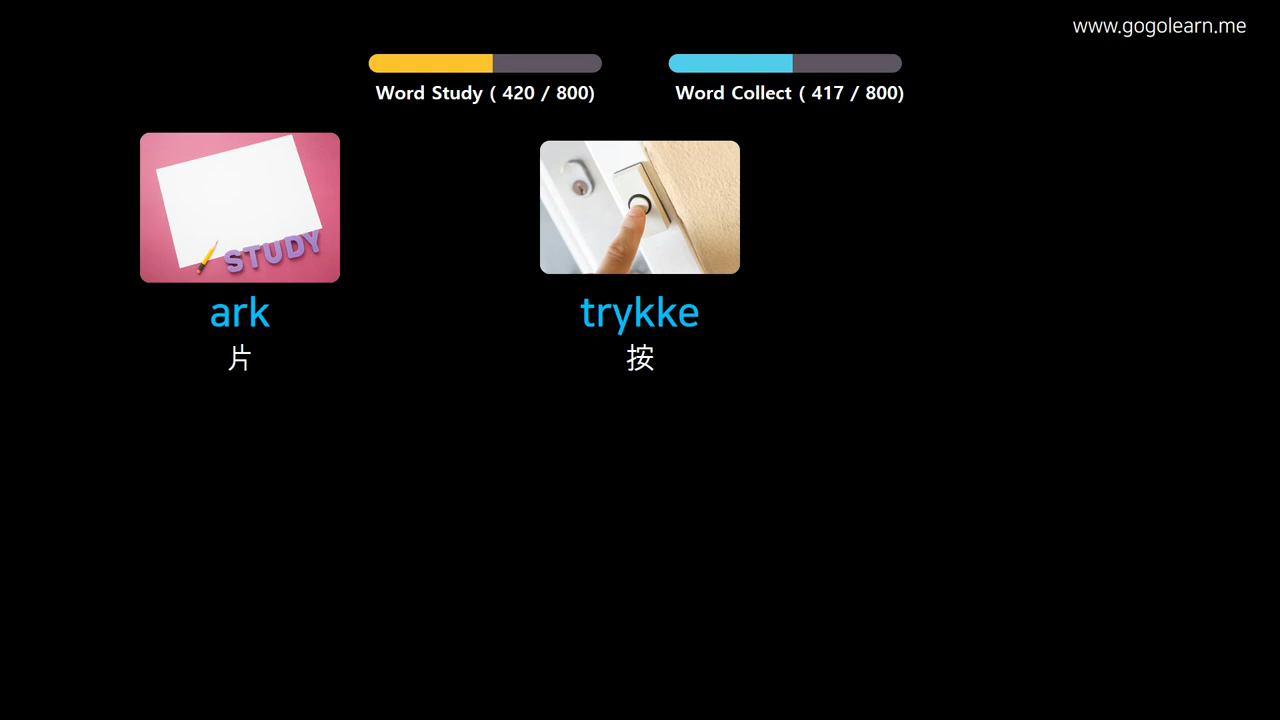 www.gogolearn.me
Word Study ( 420 / 800)
Word Collect ( 417 / 800)
STUDY
ark
trykke
片
按